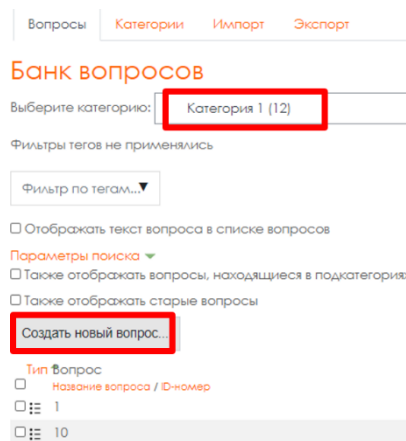 Вопросы Категории Импорт Экспорт
Банк вопросов
Выберите категорию: Категория 1 (12)
Фильтры тегов не применялись
Фильтр по тегам...▼
Отображать текст вопроса в списке вопросов
Параметры поиска
Также отображать вопросы, находящиеся в подкатегориях
Также отображать старые вопросы
Создать новый вопрос...
Тип Вопрос
Название вопроса / ID-номер
1
10